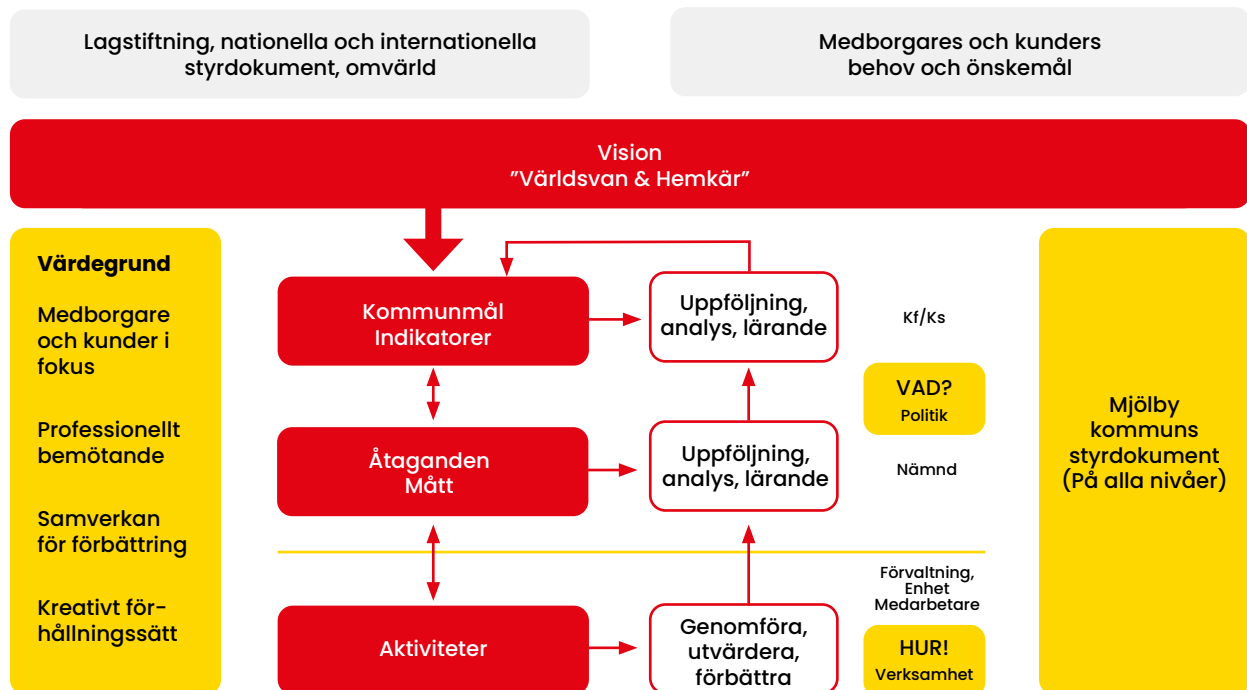 Lagstiftning, nationella och internationella
styrdokument, omvärld
Medborgares och kunders
behov och önskemål
Vision
”Världsvan & Hemkär”
Värdegrund
Medborgare
och kunder i
fokus
Professionellt
bemötande
Samverkan
för förbättring
Kreativt för-
hållningssätt
Kommunmål
Indikatorer
Uppföljning,
analys, lärande
Kf/Ks
VAD?
Politik
Åtaganden
Mått
Uppföljning,
analys, lärande
Nämnd
Förvaltning,
Enhet
Medarbetare
Aktiviteter
Genomföra,
utvärdera,
förbättra
HUR!
Verksamhet
Mjölby
kommuns
styrdokument
(På alla nivåer)